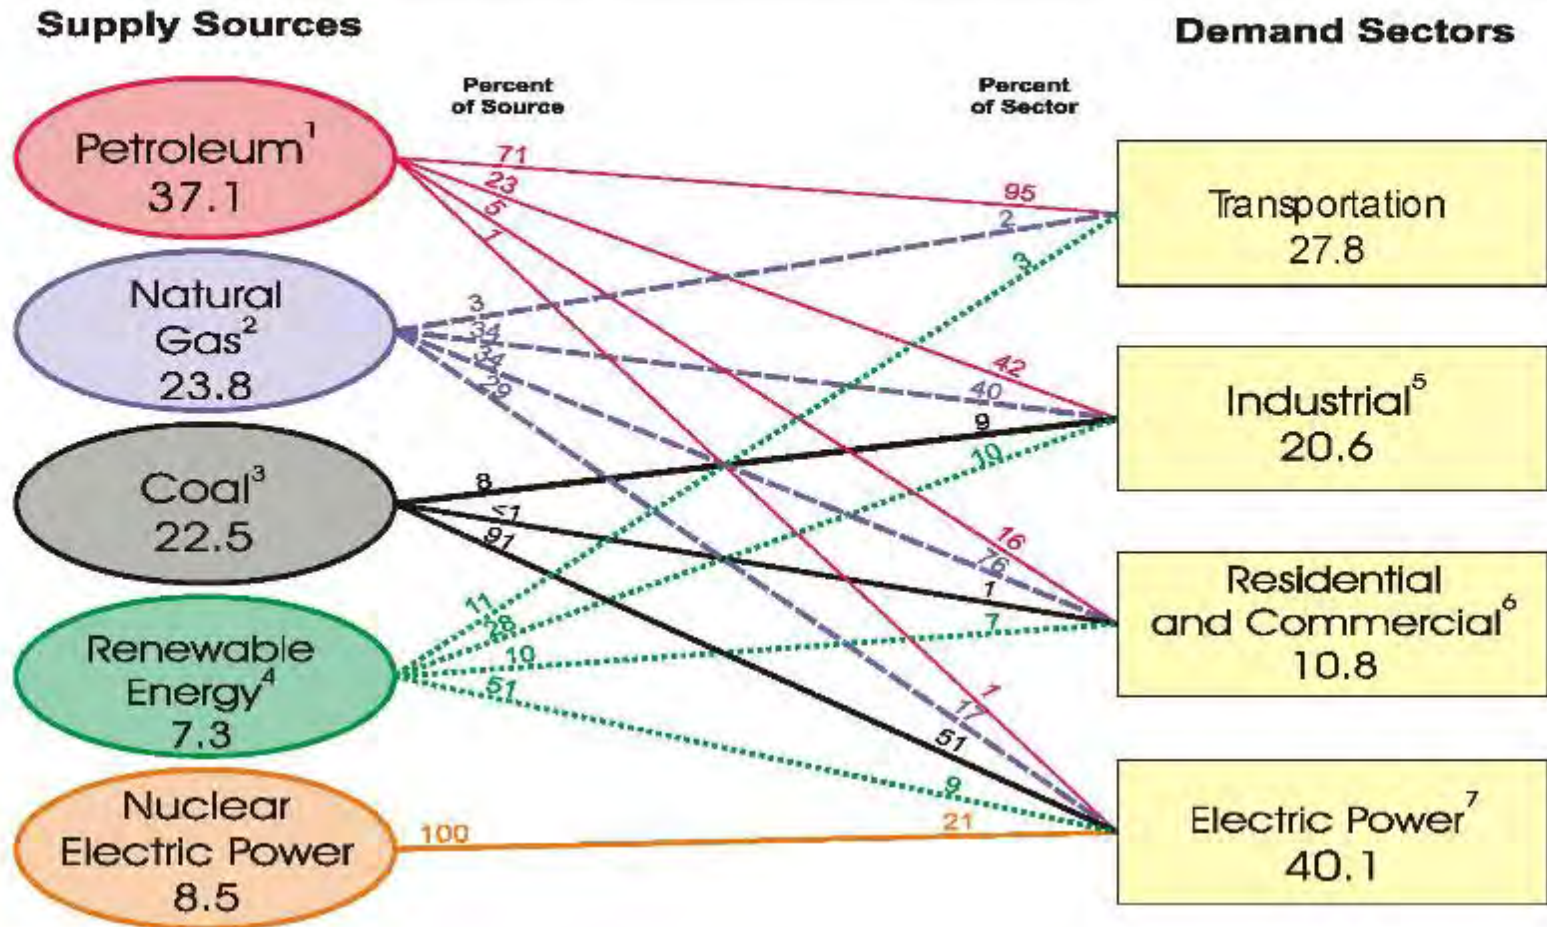 Supply Sources
Demand Sectors
Percent
of Source
Percent
of Sector
Petroleum¹
37.1
Natural
Gas²
23.8
Coal³
22.5
Renewable
Energy⁴
7.3
Nuclear
Electric Power
8.5
71
23
5
1
3
34
34
29
8
<1
91
11
28
10
51
100
95
2
3
42
40
9
10
16
76
1
7
1
17
51
9
21
Transportation
27.8
Industrial⁵
20.6
Residential
and Commercial⁶
10.8
Electric Power⁷
40.1